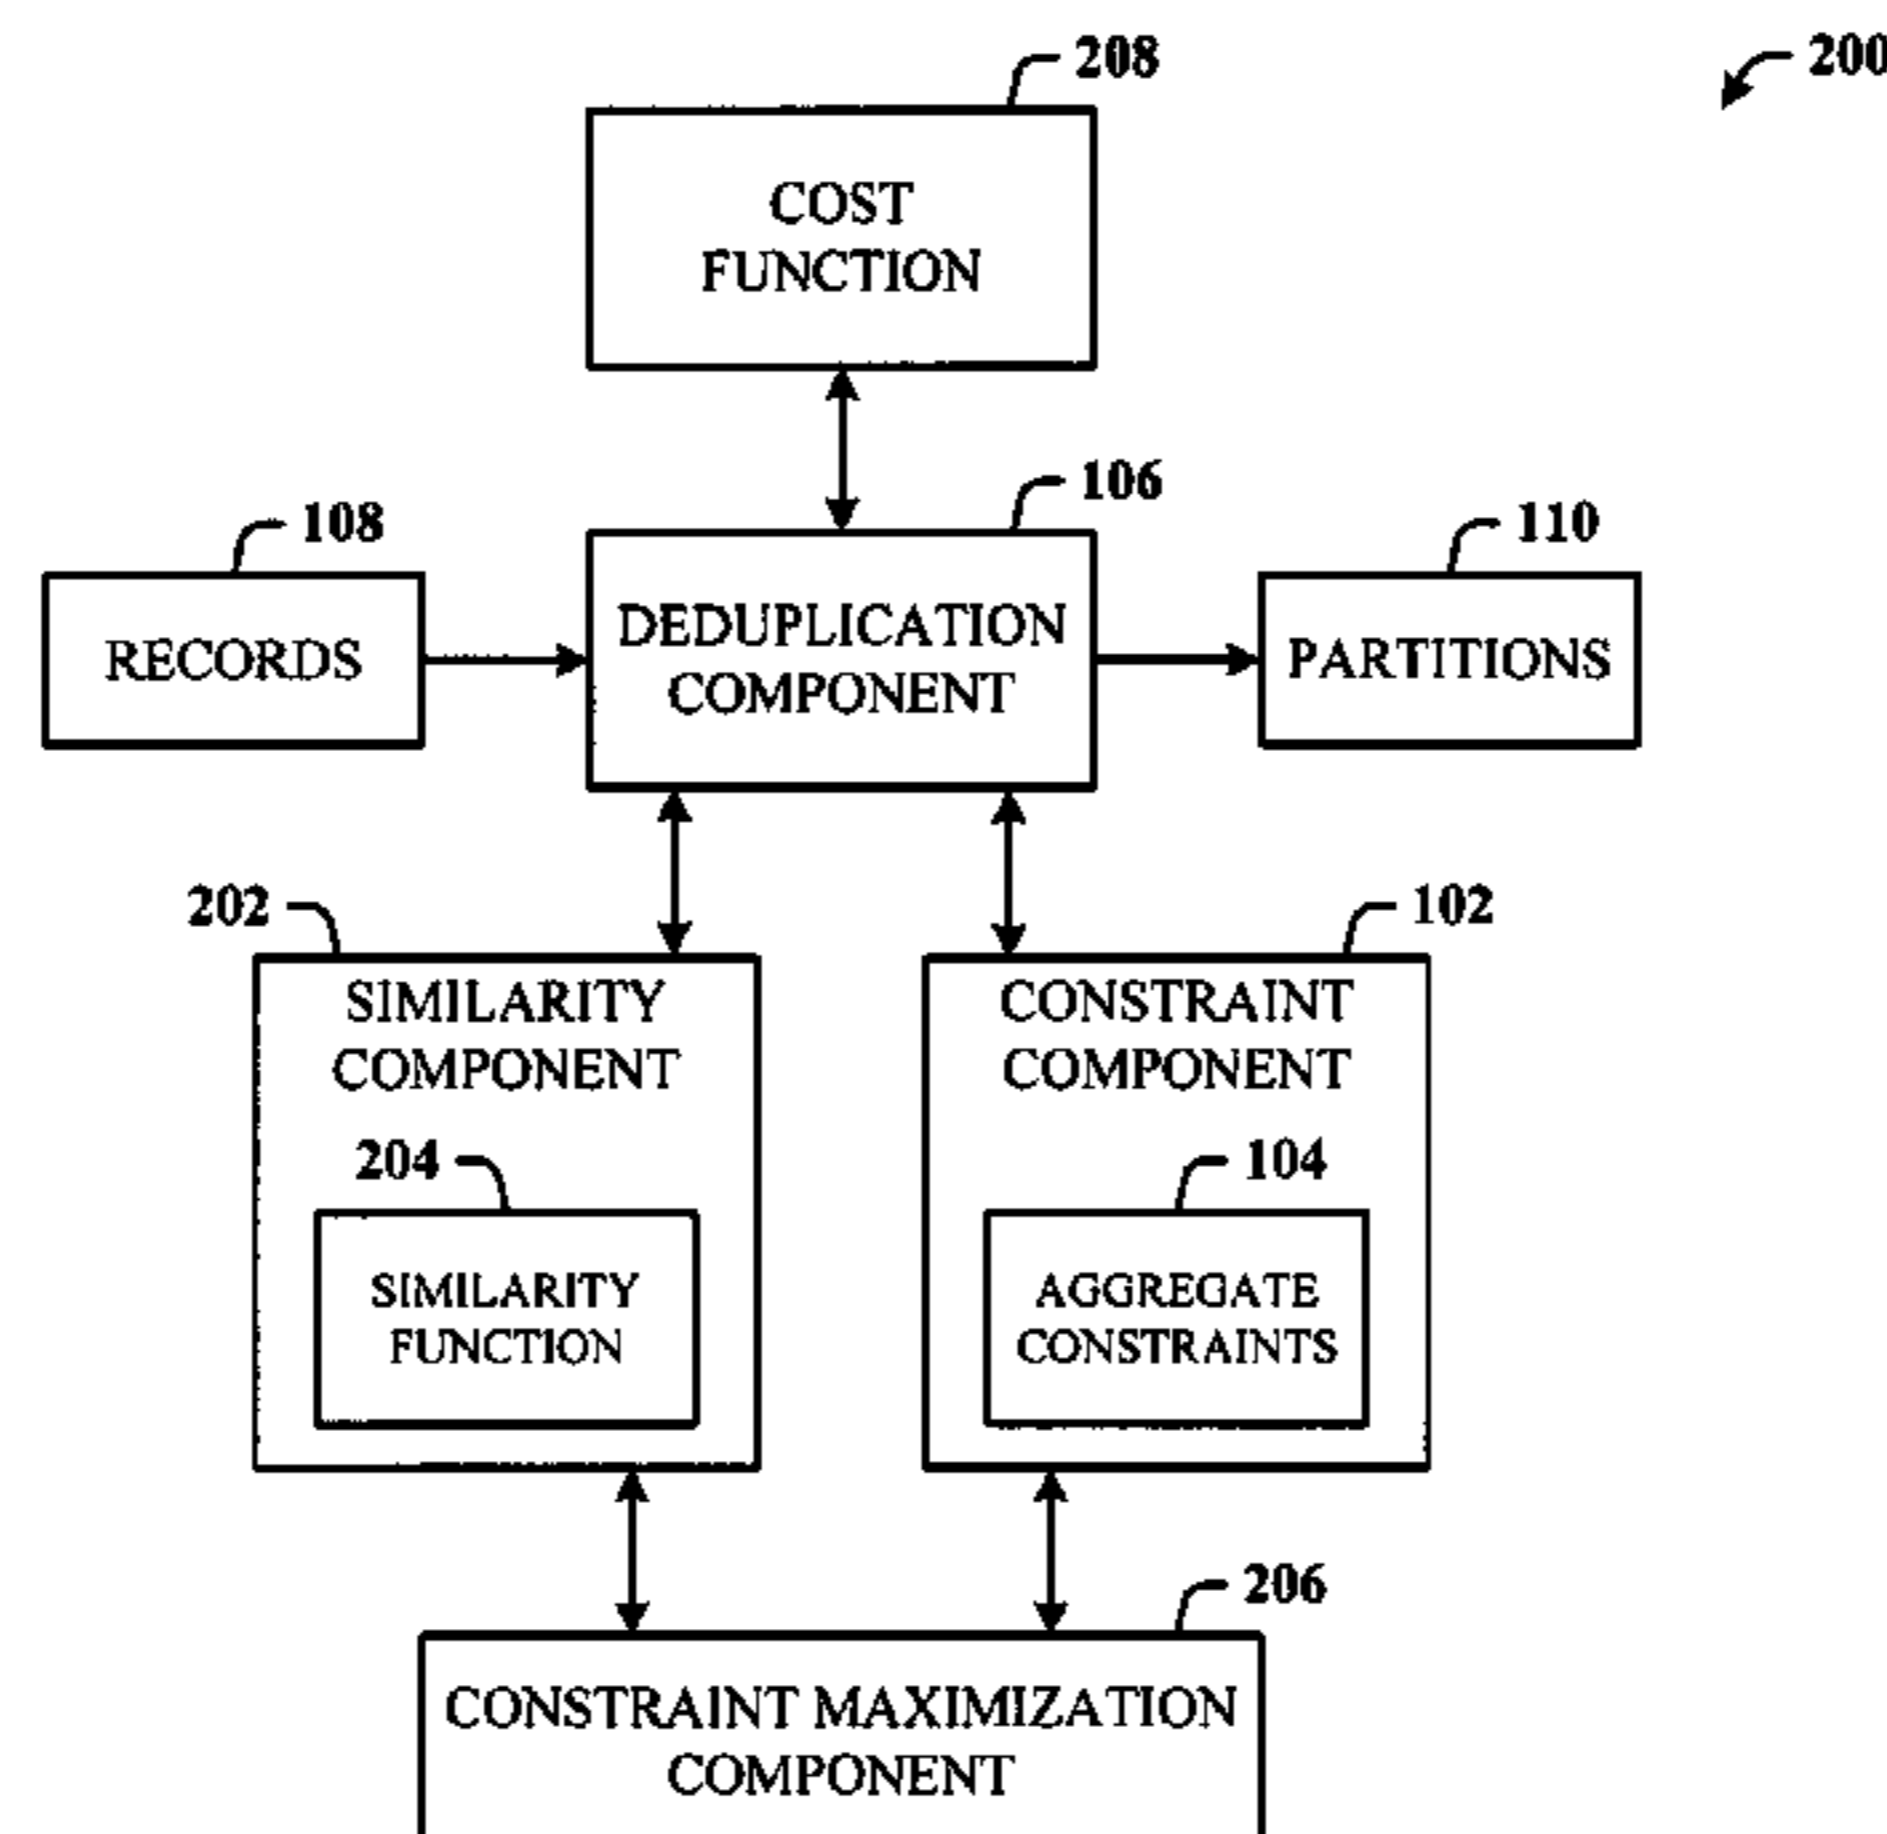 208
200
COST
FUNCTION
106
108
110
DEDUPLICATION
COMPONENT
RECORDS
PARTITIONS
202
102
SIMILARITY
COMPONENT
CONSTRAINT
COMPONENT
204
104
SIMILARITY
FUNCTION
AGGREGATE
CONSTRAINTS
206
CONSTRAINT MAXIMIZATION
COMPONENT